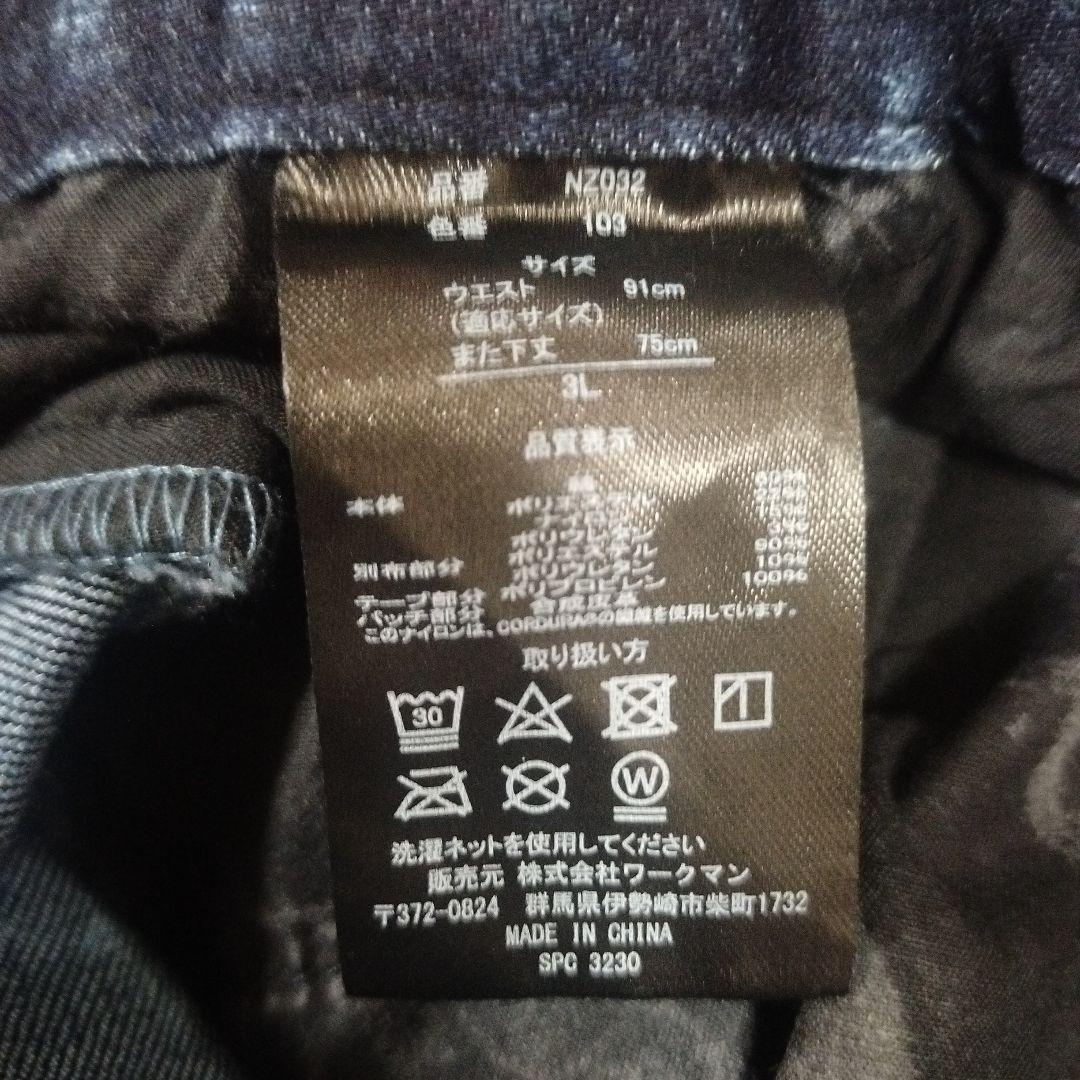 品番 NZ032
色番 103
サイズ
ウエスト 91cm
(適応サイズ)
また下丈 75cm
3L
品質表示
本体
ポリエステル
ナイロン
ポリウレタン
別布部分 ポリエステル 90%
ポリウレタン 10%
テープ部分 ポリプロピレン 100%
パッチ部分 合成皮革
このナイロンは、CORDURA®の繊維を使用しています。
取り扱い方
30
W
洗濯ネットを使用してください
販売元 株式会社ワークマン
〒372-0824 群馬県伊勢崎市柴町1732
MADE IN CHINA
SPC 3230